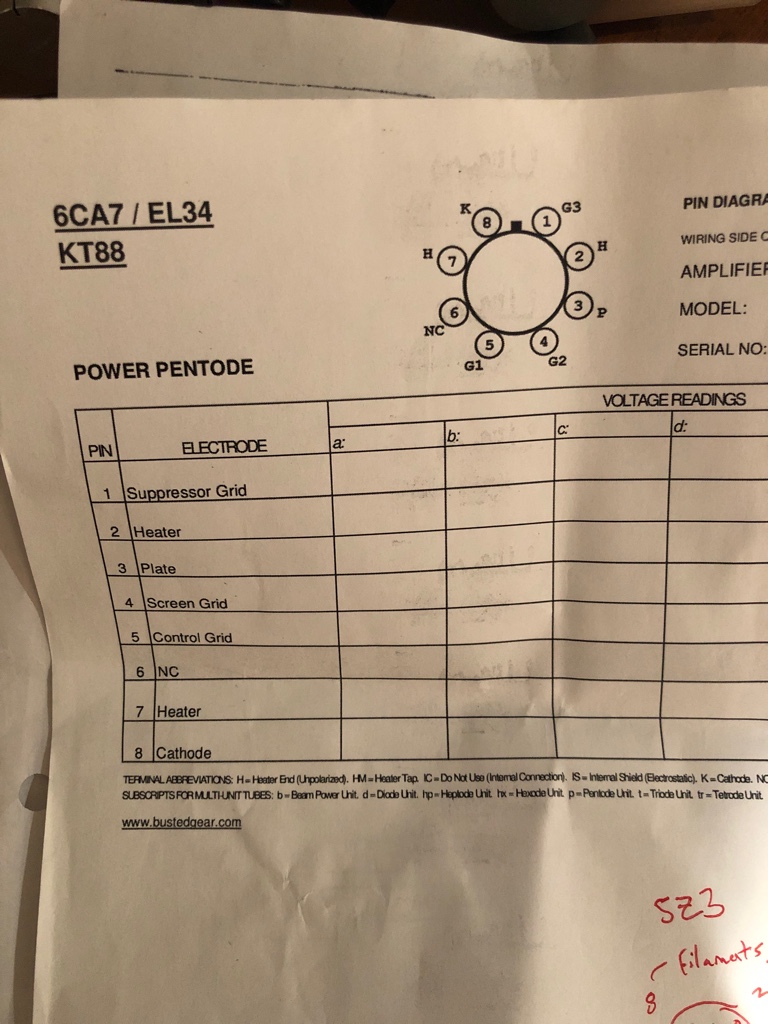 6CA7 / EL34
KT88
POWER PENTODE
K
8
1
G3
H
7
2
H
6
NC
3
P
5
G1
4
G2
PIN DIAGRA
WIRING SIDE O
AMPLIFIER
MODEL:
SERIAL NO:
VOLTAGE READINGS
PIN ELECTRODE a: b: c: d:
1 Suppressor Grid
2 Heater
3 Plate
4 Screen Grid
5 Control Grid
6 NC
7 Heater
8 Cathode
TERMINAL ABBREVIATIONS: H = Heater End (Unpolarized). HM = Heater Tap. IC = Do Not Use (Internal Connection). IS = Internal Shield (Electrostatic). K = Cathode. NC
SUBSCRIPTS FOR MULTI-UNIT TUBES: b = Beam Power Unit. d = Diode Unit. hp = Heptode Unit. hx = Hexode Unit. p = Pentode Unit. t = Triode Unit. tr = Tetrode Unit.
www.bustedgear.com
5Z3
filaments
8